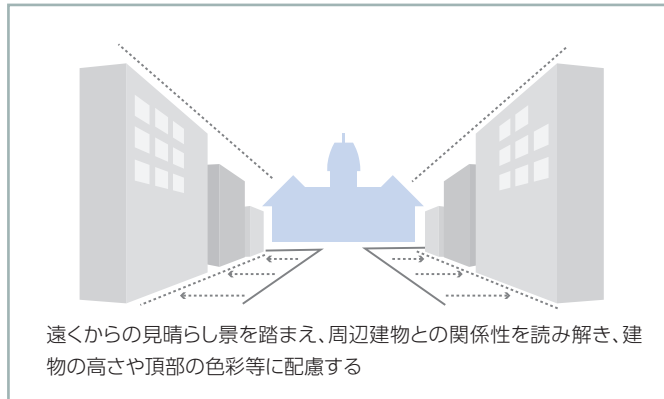 遠くからの見晴らし景を踏まえ、周辺建物との関係性を読み解き、建
物の高さや頂部の色彩等に配慮する